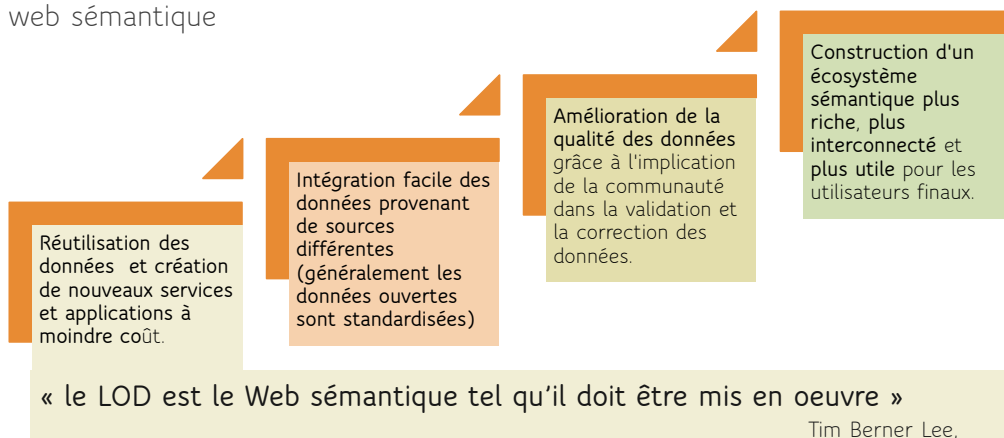 web sémantique
Réutilisation des
données et création
de nouveaux services
et applications à
moindre coût.
Intégration facile des
données provenant
de sources
différentes
(généralement les
données ouvertes
sont standardisées)
Amélioration de la
qualité des données
grâce à l'implication
de la communauté
dans la validation et
la correction des
données.
Construction d'un
écosystème
sémantique plus
riche, plus
interconnecté et
plus utile pour les
utilisateurs finaux.
« le LOD est le Web sémantique tel qu’il doit être mis en oeuvre »
Tim Berner Lee,